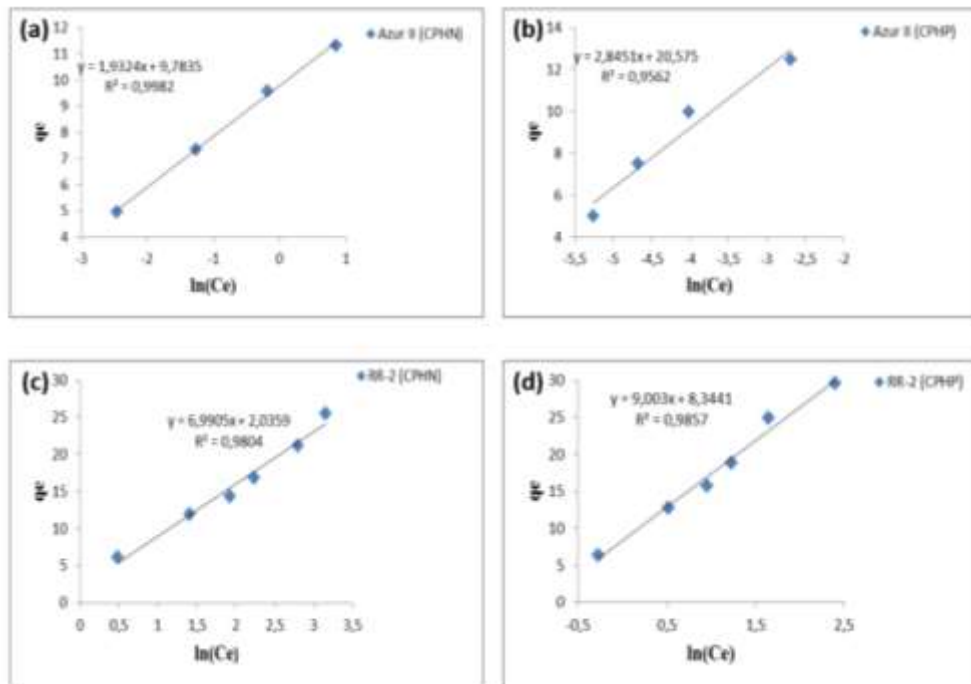 (a)
Azur II (CPHN)
y = 1,9324x + 9,7835
R² = 0,9982
12
11
10
9
8
7
6
5
4
qe
-3 -2 -1 0 1
ln(Ce)
(b)
Azur II (CPHP)
y = 2,8451x + 20,575
R² = 0,9562
14
12
10
8
6
4
qe
-5,5 -5 -4,5 -4 -3,5 -3 -2,5 -2
ln(Ce)
(c)
RR-2 (CPHN)
y = 6,9905x + 2,0359
R² = 0,9804
30
25
20
15
10
5
0
qe
0 0,5 1 1,5 2 2,5 3 3,5
ln(Ce)
(d)
RR-2 (CPHP)
y = 9,003x + 8,3441
R² = 0,9857
30
25
20
15
10
5
0
qe
-0,5 0,5 1,5 2,5
ln(Ce)